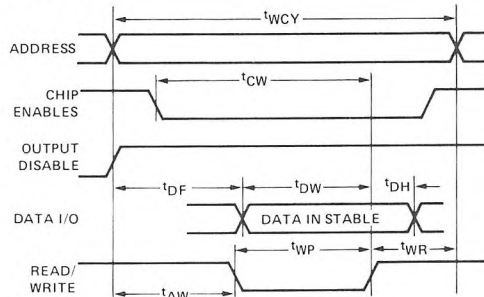 tWCY
ADDRESS
tCW
CHIP
ENABLES
OUTPUT
DISABLE
tDF
tDW
tDH
DATA I/O
DATA IN STABLE
tWP
tWR
READ/
WRITE
tAW